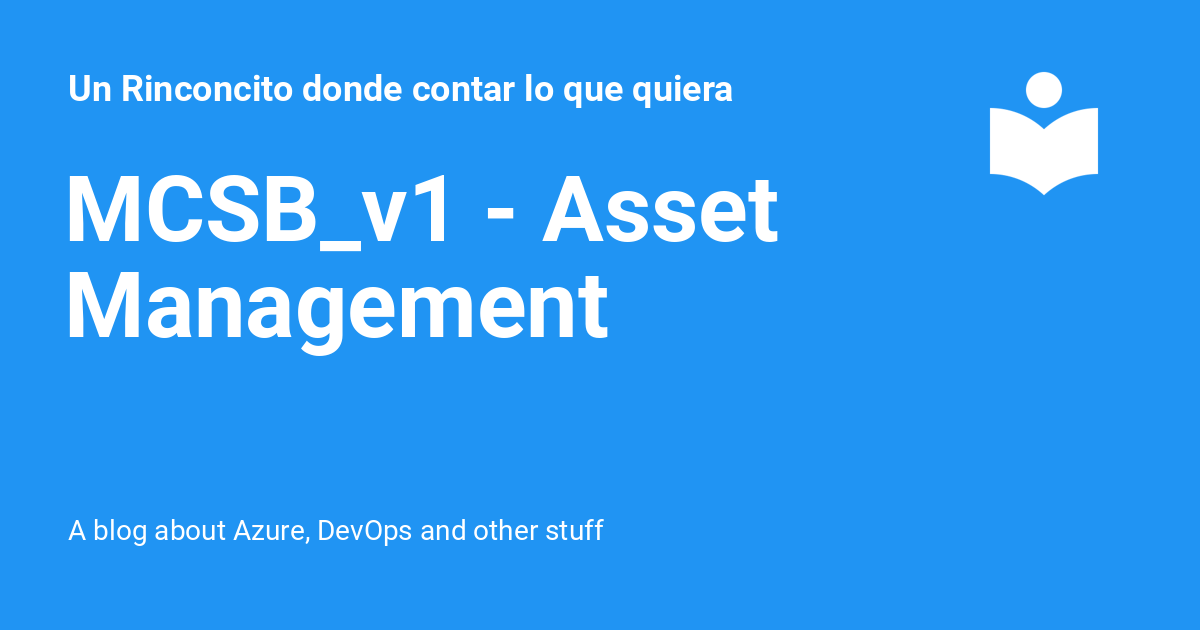 Un Rinconcito donde contar lo que quiera
MCSB_v1 - Asset
Management
A blog about Azure, DevOps and other stuff